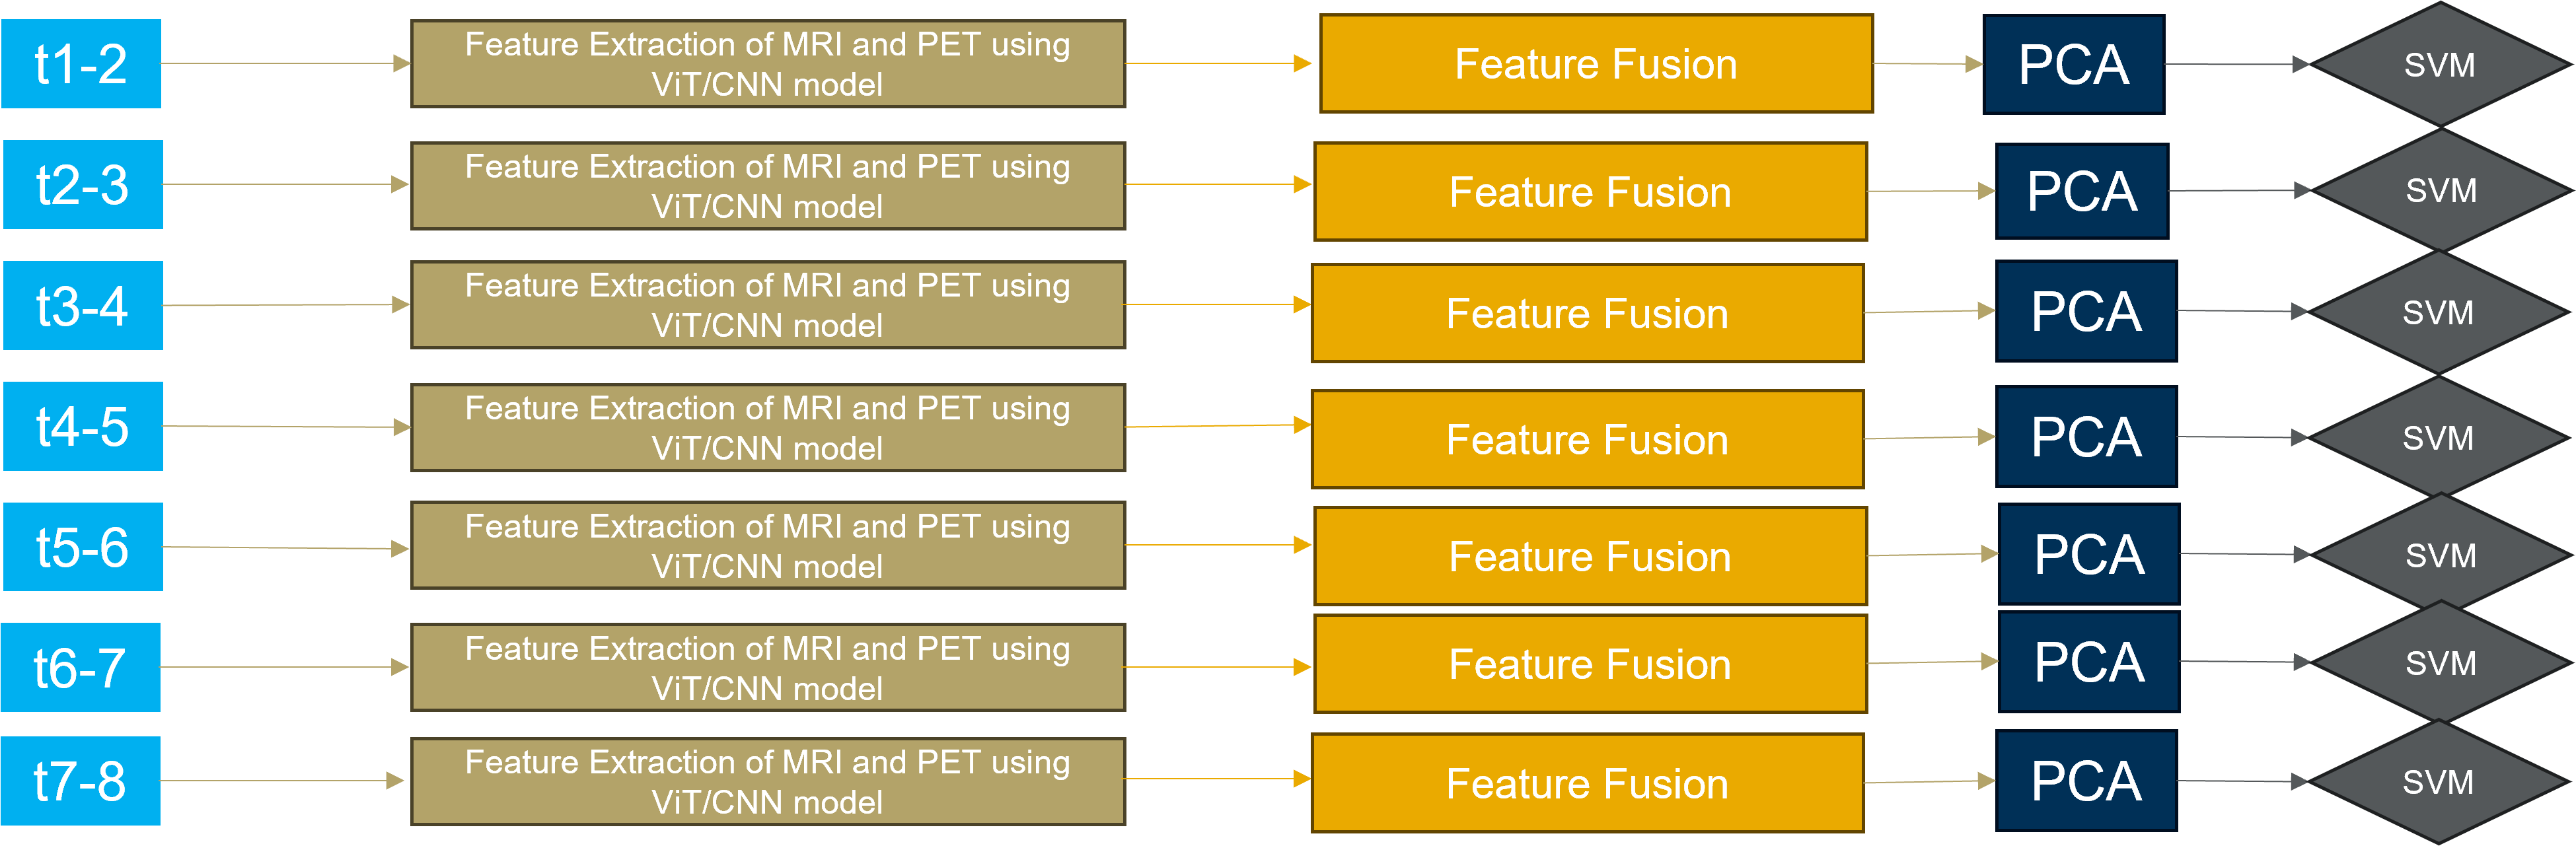 t1-2
Feature Extraction of MRI and PET using
ViT/CNN model
Feature Fusion
PCA
SVM
t2-3
Feature Extraction of MRI and PET using
ViT/CNN model
Feature Fusion
PCA
SVM
t3-4
Feature Extraction of MRI and PET using
ViT/CNN model
Feature Fusion
PCA
SVM
t4-5
Feature Extraction of MRI and PET using
ViT/CNN model
Feature Fusion
PCA
SVM
t5-6
Feature Extraction of MRI and PET using
ViT/CNN model
Feature Fusion
PCA
SVM
t6-7
Feature Extraction of MRI and PET using
ViT/CNN model
Feature Fusion
PCA
SVM
t7-8
Feature Extraction of MRI and PET using
ViT/CNN model
Feature Fusion
PCA
SVM